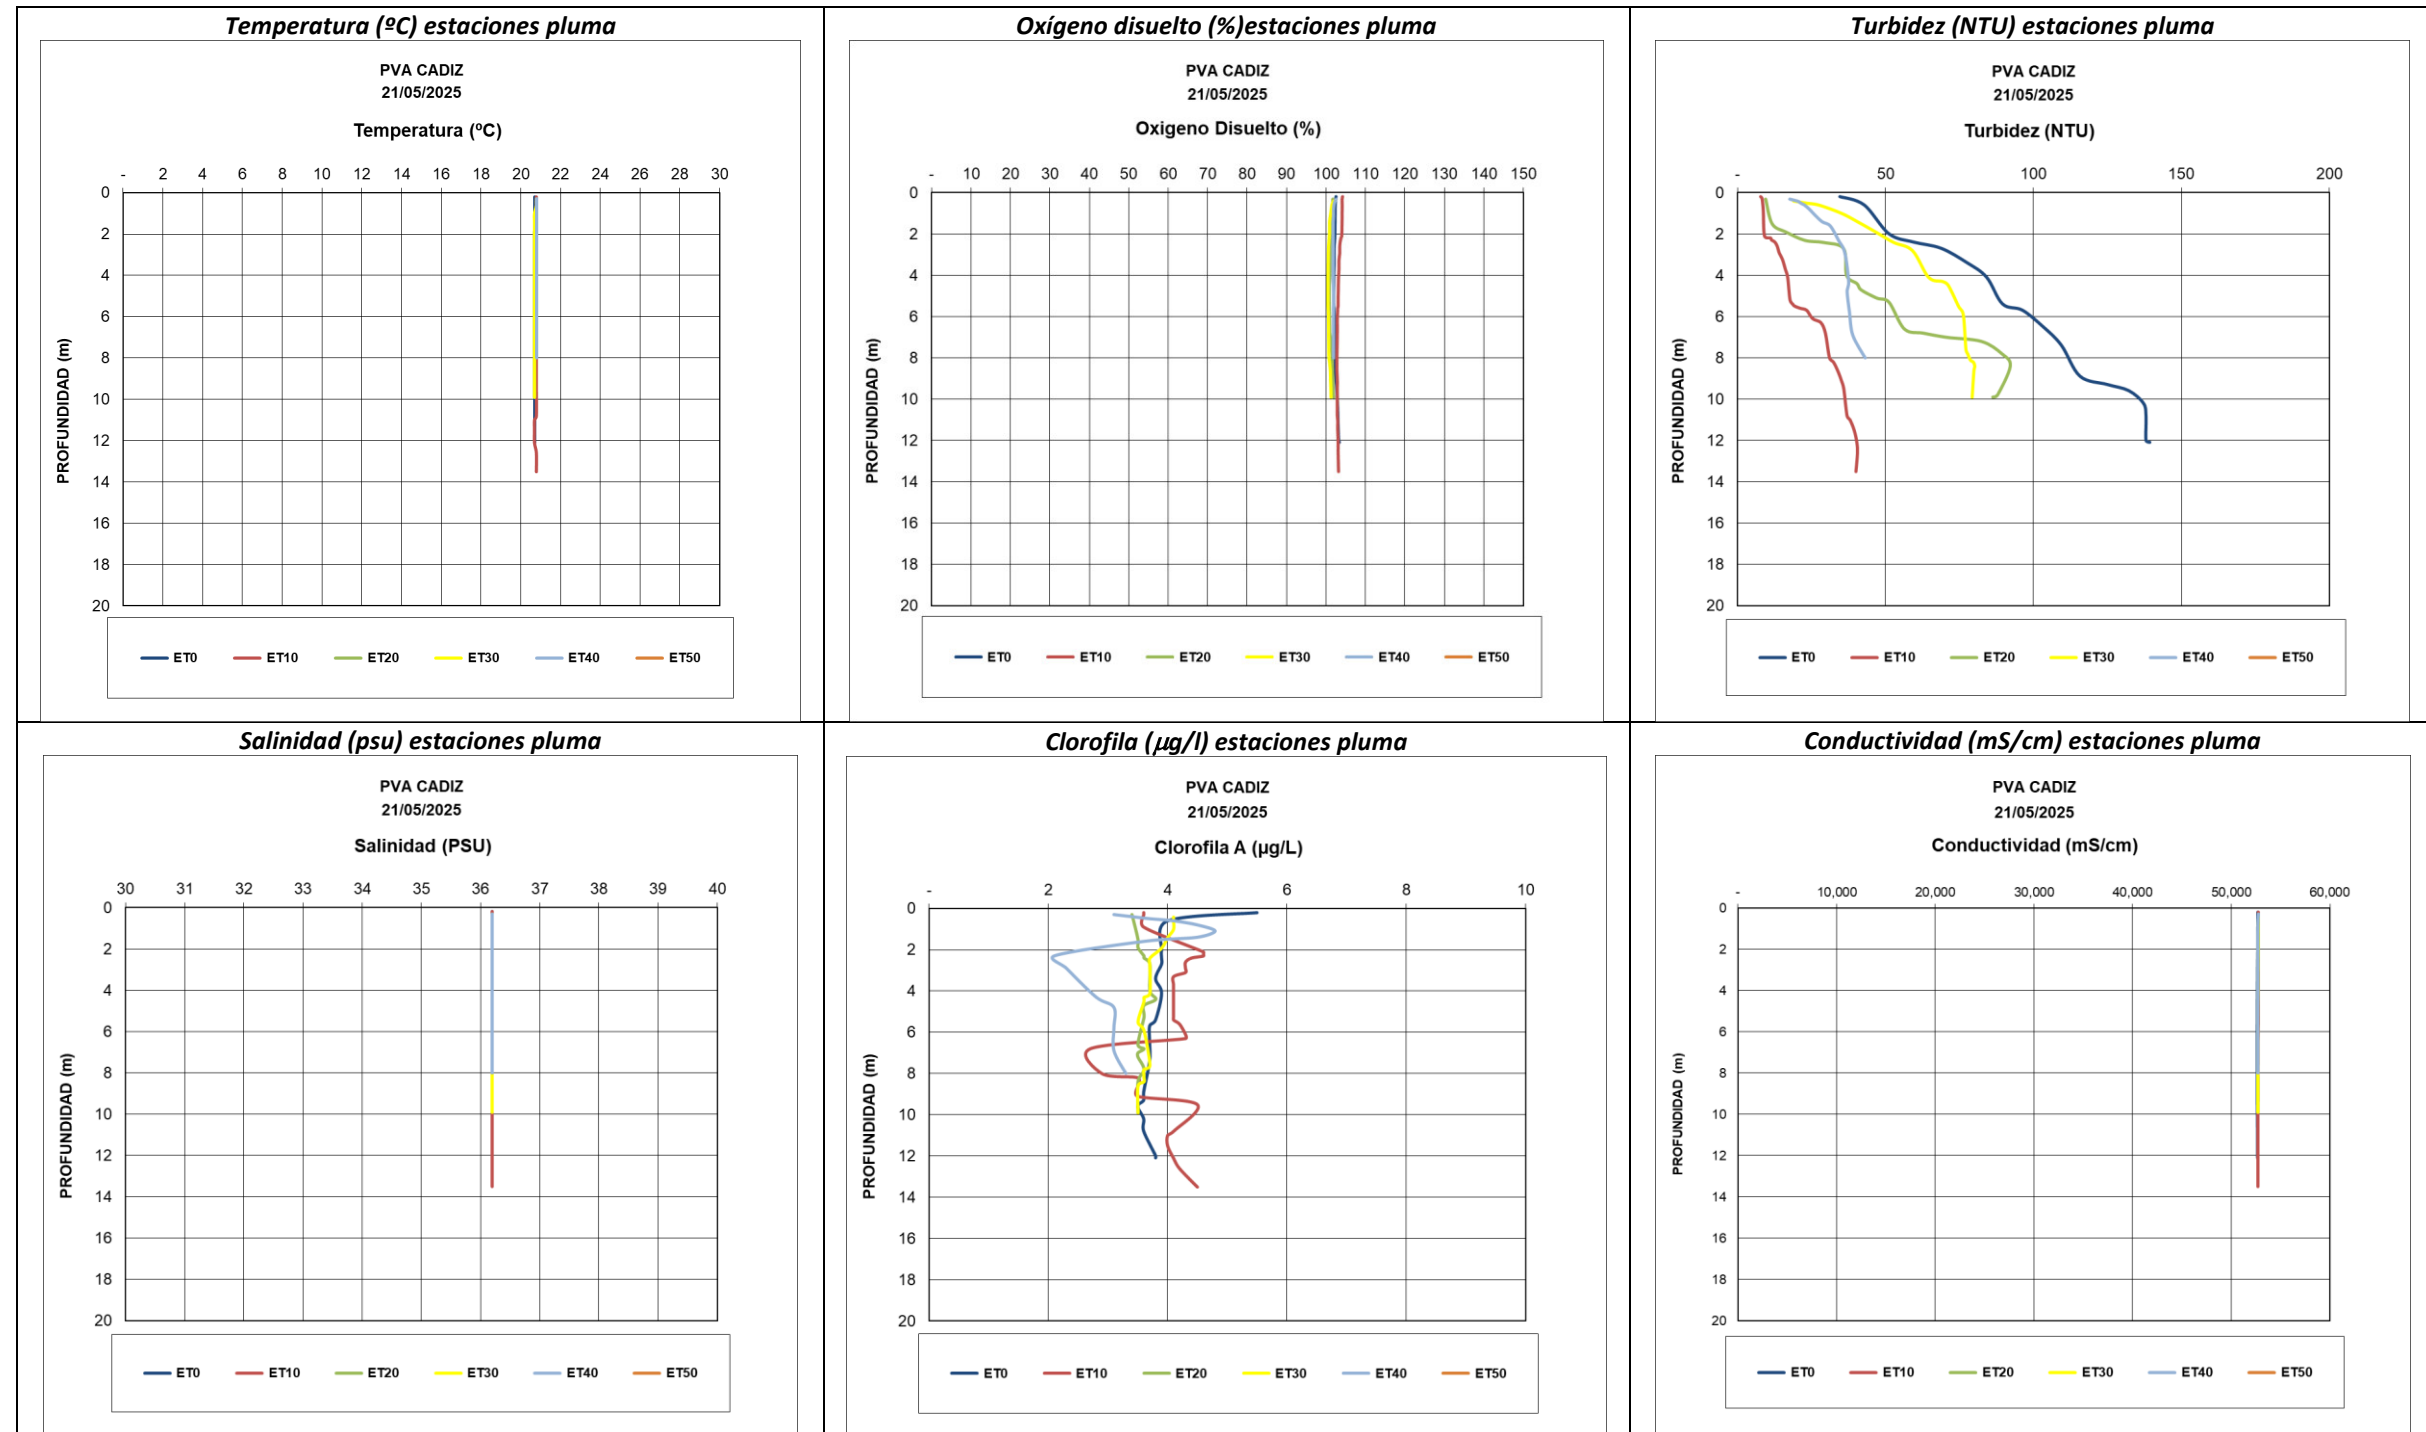 Temperatura (ºC) estaciones pluma
PVA CADIZ
21/05/2025
Temperatura (ºC)
- 2 4 6 8 10 12 14 16 18 20 22 24 26 28 30
0
2
4
6
8
10
12
14
16
18
20
PROFUNDIDAD (m)
ET0 ET10 ET20 ET30 ET40 ET50
Oxígeno disuelto (%)estaciones pluma
PVA CADIZ
21/05/2025
Oxigeno Disuelto (%)
- 10 20 30 40 50 60 70 80 90 100 110 120 130 140 150
0
2
4
6
8
10
12
14
16
18
20
PROFUNDIDAD (m)
ET0 ET10 ET20 ET30 ET40 ET50
Turbidez (NTU) estaciones pluma
PVA CADIZ
21/05/2025
Turbidez (NTU)
- 50 100 150 200
0
2
4
6
8
10
12
14
16
18
20
PROFUNDIDAD (m)
ET0 ET10 ET20 ET30 ET40 ET50
Salinidad (psu) estaciones pluma
PVA CADIZ
21/05/2025
Salinidad (PSU)
30 31 32 33 34 35 36 37 38 39 40
0
2
4
6
8
10
12
14
16
18
20
PROFUNDIDAD (m)
ET0 ET10 ET20 ET30 ET40 ET50
Clorofila (µg/l) estaciones pluma
PVA CADIZ
21/05/2025
Clorofila A (µg/L)
- 2 4 6 8 10
0
2
4
6
8
10
12
14
16
18
20
PROFUNDIDAD (m)
ET0 ET10 ET20 ET30 ET40 ET50
Conductividad (mS/cm) estaciones pluma
PVA CADIZ
21/05/2025
Conductividad (mS/cm)
- 10,000 20,000 30,000 40,000 50,000 60,000
0
2
4
6
8
10
12
14
16
18
20
PROFUNDIDAD (m)
ET0 ET10 ET20 ET30 ET40 ET50